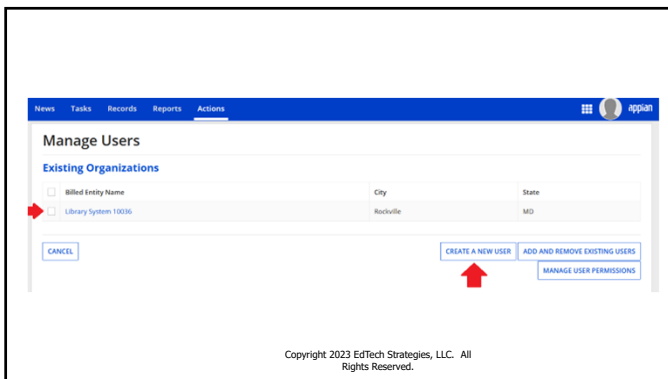 News Tasks Records Reports Actions appian
Manage Users
Existing Organizations
Billed Entity Name City State
Library System 10036 Rockville MD
CANCEL CREATE A NEW USER ADD AND REMOVE EXISTING USERS
MANAGE USER PERMISSIONS
Copyright 2023 EdTech Strategies, LLC. All
Rights Reserved.